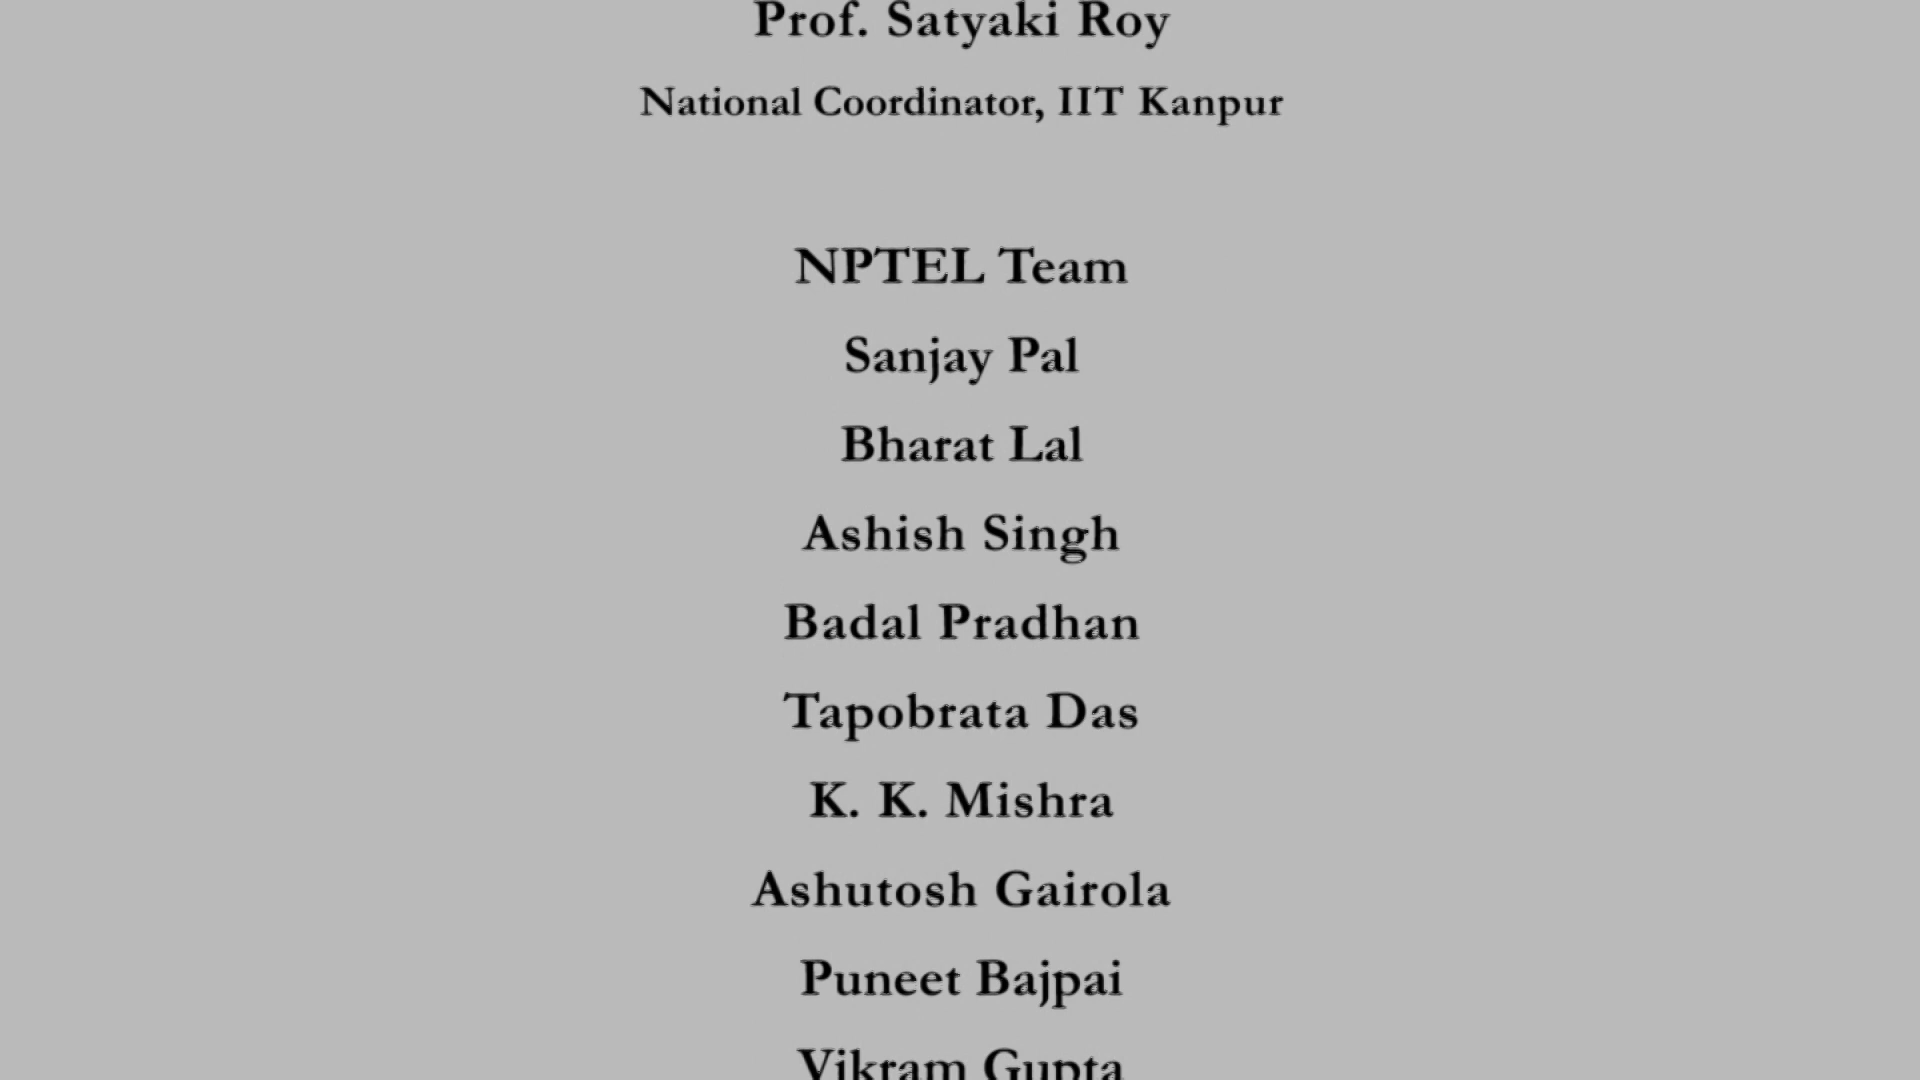 Prof. Satyaki Roy
National Coordinator, IIT Kanpur
NPTEL Team
Sanjay Pal
Bharat Lal
Ashish Singh
Badal Pradhan
Tapobrata Das
K. K. Mishra
Ashutosh Gairola
Puneet Bajpai
Vikram Gupta